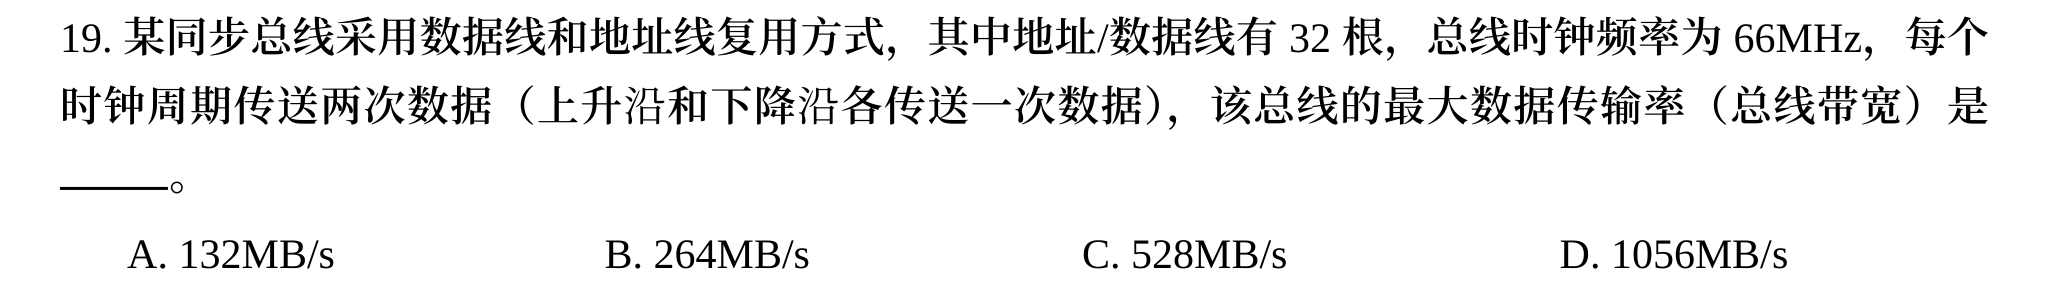 19. 某同步总线采用数据线和地址线复用方式，其中地址/数据线有 32 根，总线时钟频率为 66MHz，每个
时钟周期传送两次数据（上升沿和下降沿各传送一次数据），该总线的最大数据传输率（总线带宽）是
_____。
A. 132MB/s B. 264MB/s C. 528MB/s D. 1056MB/s